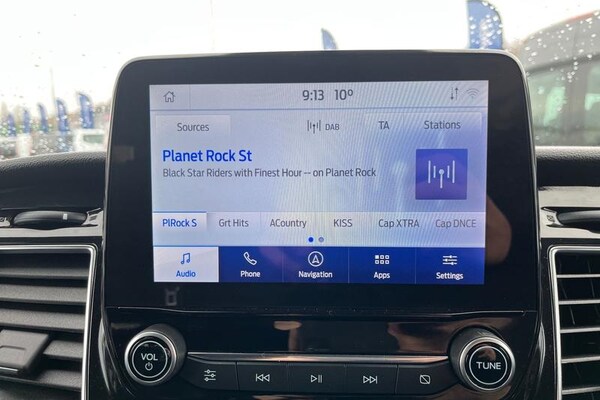 9:13 10º
Sources DAB TA Stations
Planet Rock St
Black Star Riders with Finest Hour -- on Planet Rock
PlRock S Grt Hits ACountry KISS Cap XTRA Cap DNCE
Audio Phone Navigation Apps Settings
VOL TUNE